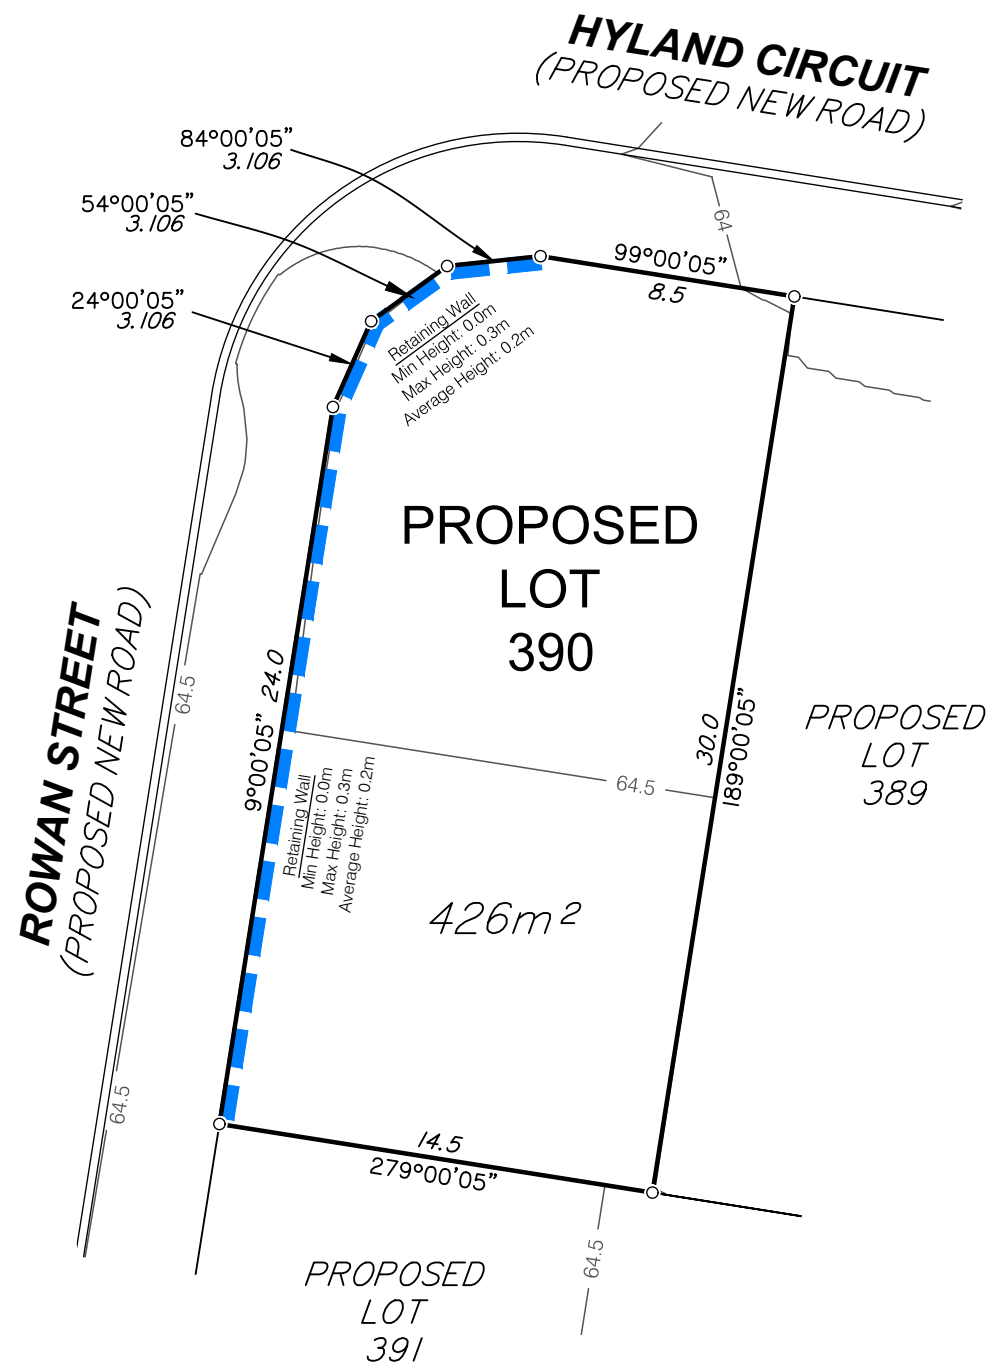 HYLAND CIRCUIT
(PROPOSED NEW ROAD)
84°00'05"
3.106
54°00'05"
3.106
24°00'05"
3.106
64
99°00'05"
8.5
Retaining Wall
Min Height: 0.0m
Max Height: 0.3m
Average Height: 0.2m
PROPOSED
LOT
390
ROWAN STREET
(PROPOSED NEW ROAD)
64.5
9°00'05" 24.0
30.0
189°00'05"
PROPOSED
LOT
389
64.5
Retaining Wall
Min Height: 0.0m
Max Height: 0.3m
Average Height: 0.2m
426m²
64.5
14.5
279°00'05"
64.5
PROPOSED
LOT
391